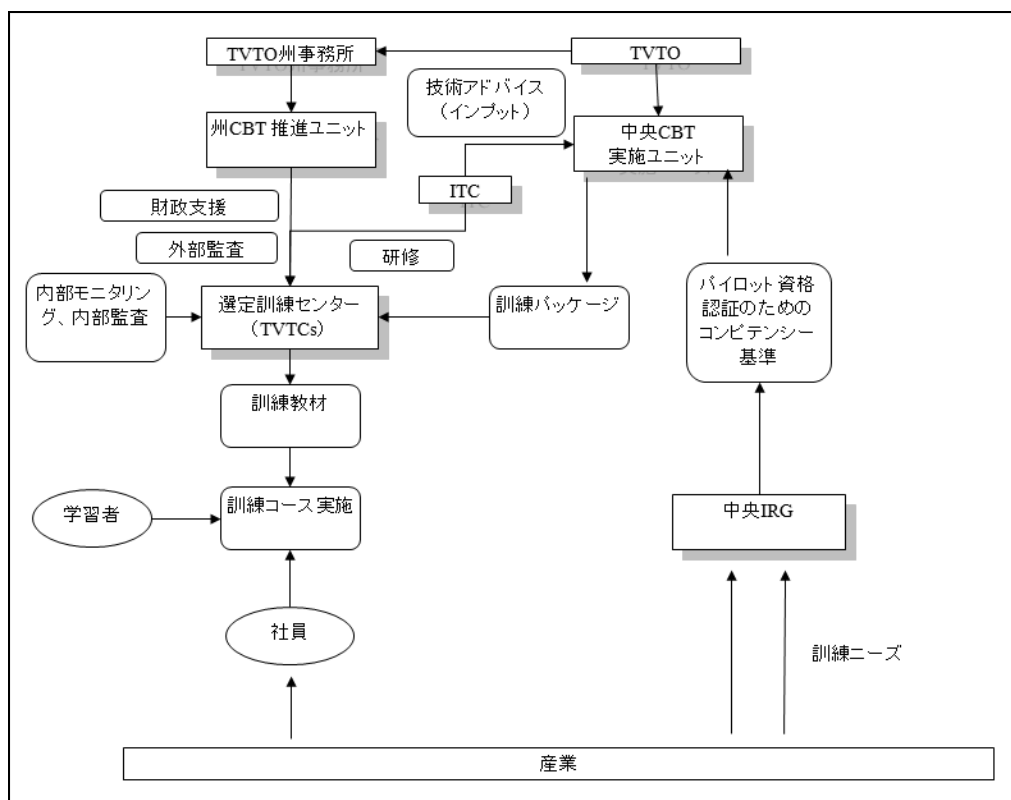 TVTO州事務所
TVTO
技術アドバイス
（インプット）
州CBT 推進ユニット
中央CBT
実施ユニット
ITC
財政支援
外部監査
研修
内部モニタリン
グ、内部監査
選定訓練センター
（TVTCs）
訓練パッケージ
パイロット 資格
認証のための
コンピテンシー
基準
訓練教材
学習者
訓練コース 実施
中央IRG
社員
訓練ニーズ
産業